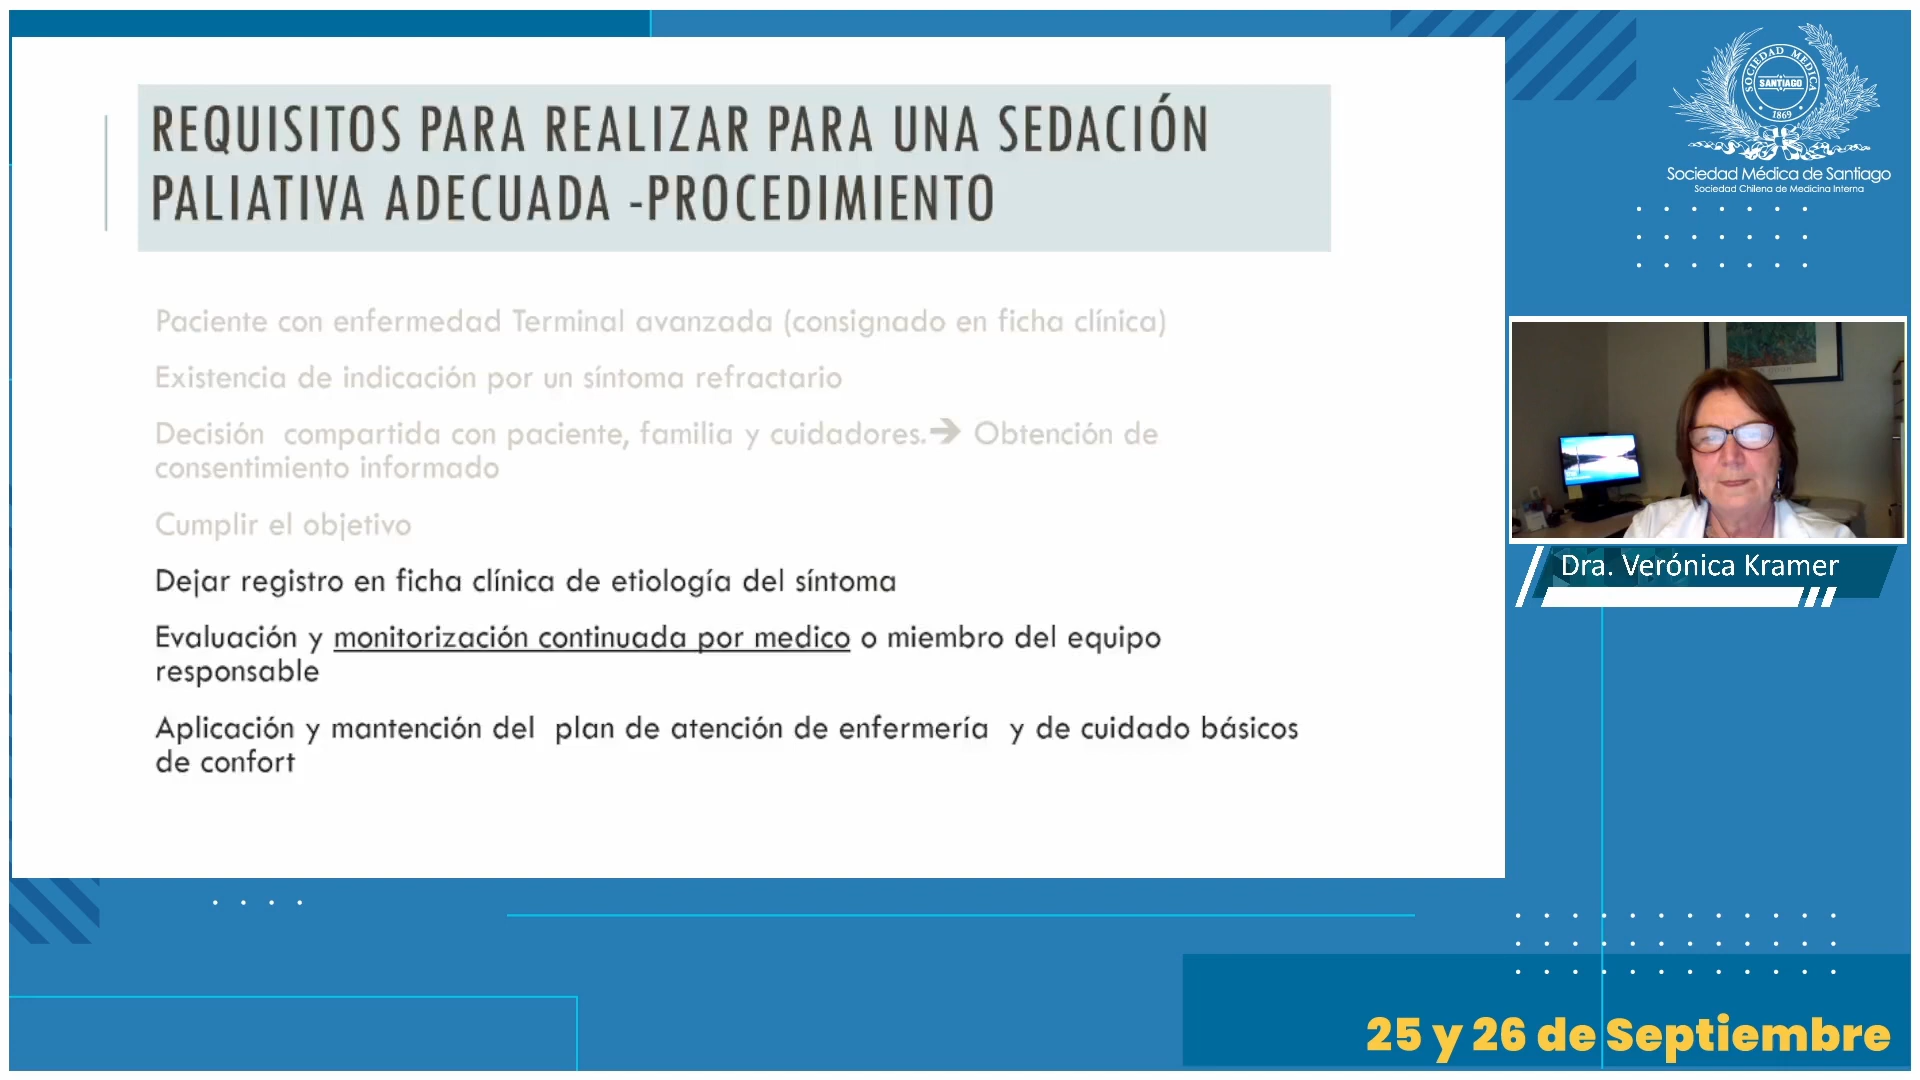 REQUISITOS PARA REALIZAR PARA UNA SEDACIÓN
PALIATIVA ADECUADA -PROCEDIMIENTO
Paciente con enfermedad Terminal avanzada (consignado en ficha clínica)
Existencia de indicación por un síntoma refractario
Decisión compartida con paciente, familia y cuidadores.➔ Obtención de
consentimiento informado
Cumplir el objetivo
Dejar registro en ficha clínica de etiología del síntoma
Evaluación y monitorización continuada por medico o miembro del equipo
responsable
Aplicación y mantención del plan de atención de enfermería y de cuidado básicos
de confort
SOCIEDAD MEDICA
SANTIAGO
1869
Sociedad Médica de Santiago
Sociedad Chilena de Medicina Interna
Dra. Verónica Kramer
25 y 26 de Septiembre